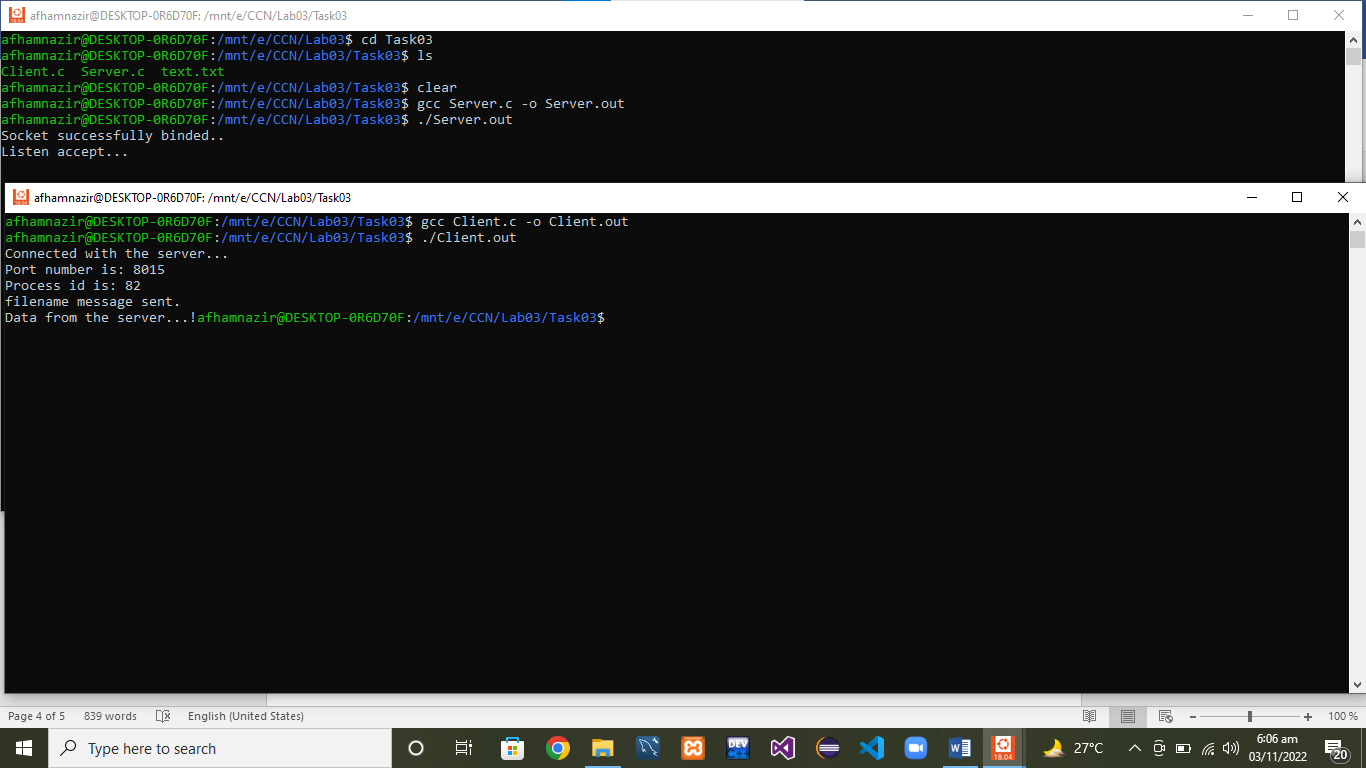 afhamnazir@DESKTOP-0R6D70F: /mnt/e/CCN/Lab03/Task03
afhamnazir@DESKTOP-0R6D70F:/mnt/e/CCN/Lab03$ cd Task03
afhamnazir@DESKTOP-0R6D70F:/mnt/e/CCN/Lab03/Task03$ ls
Client.c  Server.c  text.txt
afhamnazir@DESKTOP-0R6D70F:/mnt/e/CCN/Lab03/Task03$ clear
afhamnazir@DESKTOP-0R6D70F:/mnt/e/CCN/Lab03/Task03$ gcc Server.c -o Server.out
afhamnazir@DESKTOP-0R6D70F:/mnt/e/CCN/Lab03/Task03$ ./Server.out
Socket successfully binded..
Listen accept...
afhamnazir@DESKTOP-0R6D70F: /mnt/e/CCN/Lab03/Task03
afhamnazir@DESKTOP-0R6D70F:/mnt/e/CCN/Lab03/Task03$ gcc Client.c -o Client.out
afhamnazir@DESKTOP-0R6D70F:/mnt/e/CCN/Lab03/Task03$ ./Client.out
Connected with the server...
Port number is: 8015
Process id is: 82
filename message sent.
Data from the server...!afhamnazir@DESKTOP-0R6D70F:/mnt/e/CCN/Lab03/Task03$
Page 4 of 5 839 words English (United States) 100 %
Type here to search
DEV
18.04
27°C
6:06 am
03/11/2022
20